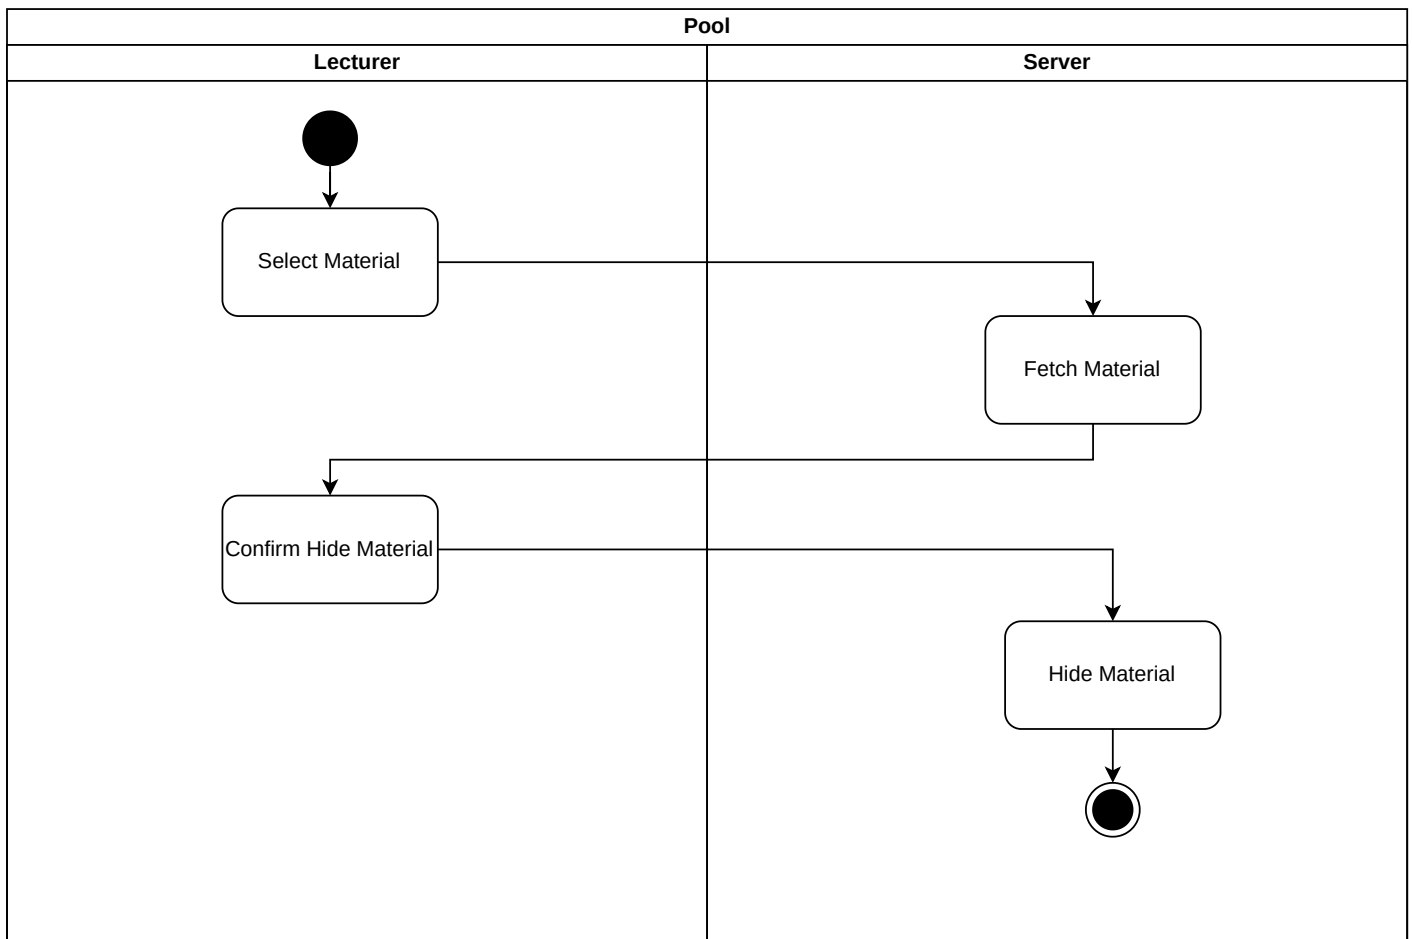 Pool
Lecturer
Server
Select Material
Fetch Material
Confirm Hide Material
Hide Material